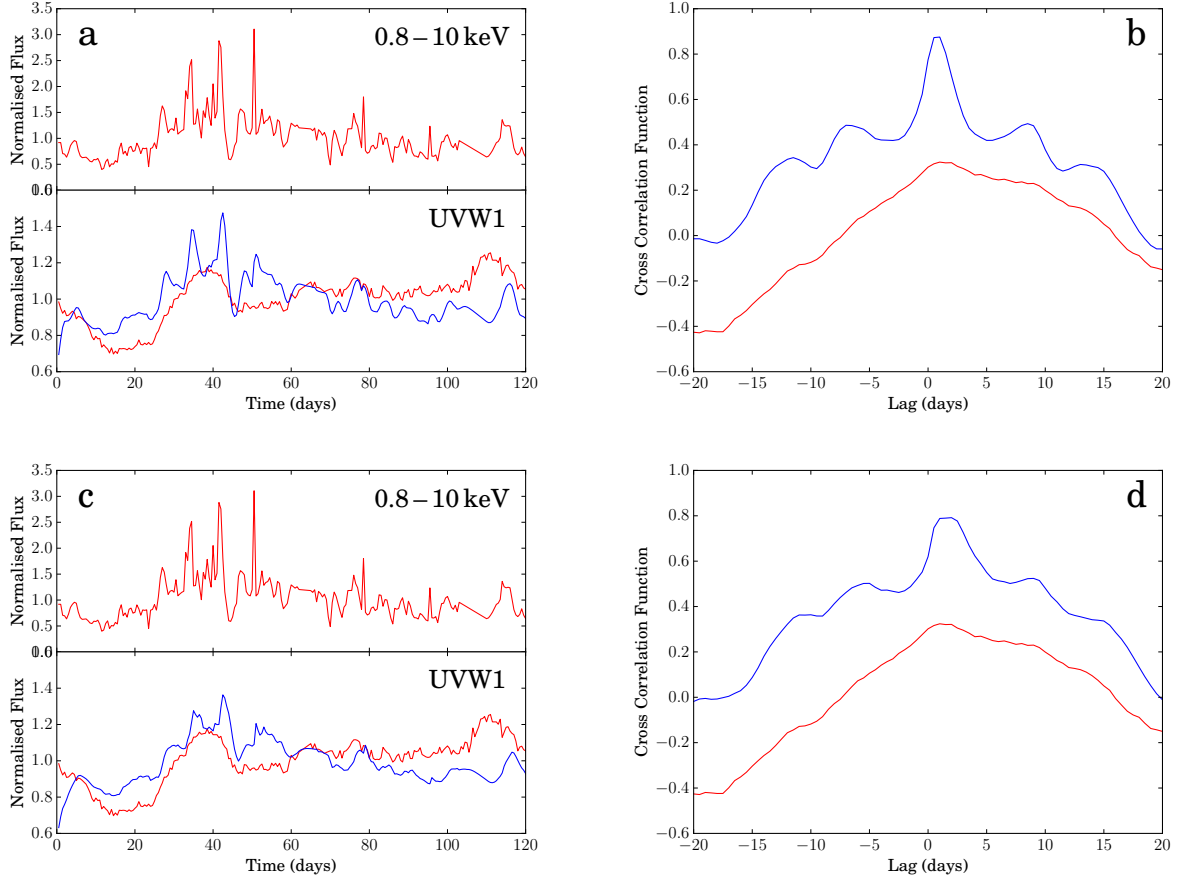 a
0.8 – 10 keV
Normalised Flux
3.5
3.0
2.5
2.0
1.5
1.0
0.5
0.0
1.6
UVW1
Normalised Flux
1.4
1.2
1.0
0.8
0.6
0 20 40 60 80 100 120
Time (days)
b
Cross Correlation Function
1.0
0.8
0.6
0.4
0.2
0.0
−0.2
−0.4
−0.6
−20 −15 −10 −5 0 5 10 15 20
Lag (days)
c
0.8 – 10 keV
Normalised Flux
3.5
3.0
2.5
2.0
1.5
1.0
0.5
0.0
1.6
UVW1
Normalised Flux
1.4
1.2
1.0
0.8
0.6
0 20 40 60 80 100 120
Time (days)
d
Cross Correlation Function
1.0
0.8
0.6
0.4
0.2
0.0
−0.2
−0.4
−0.6
−20 −15 −10 −5 0 5 10 15 20
Lag (days)